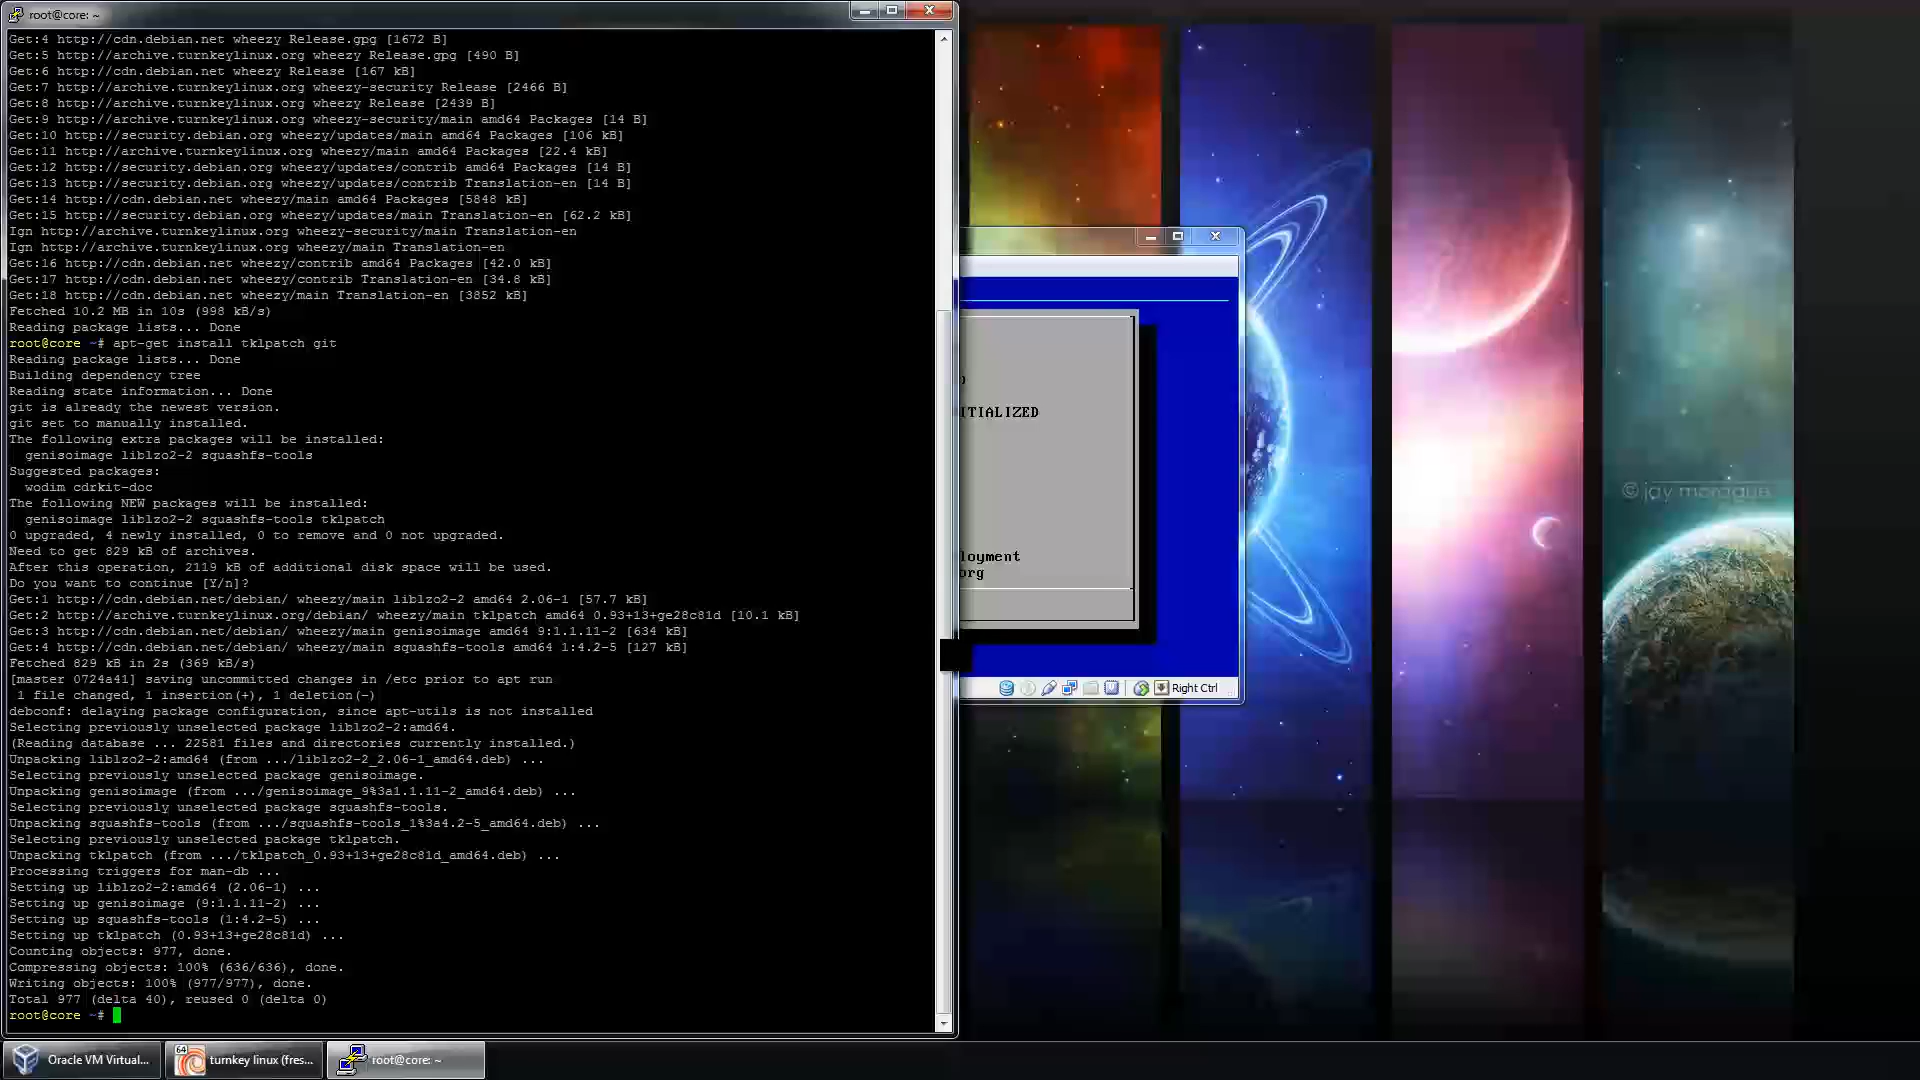 root@core: ~
Get:4 http://cdn.debian.net wheezy Release.gpg [1672 B]
Get:5 http://archive.turnkeylinux.org wheezy Release.gpg [490 B]
Get:6 http://cdn.debian.net wheezy Release [167 kB]
Get:7 http://archive.turnkeylinux.org wheezy-security Release [2466 B]
Get:8 http://archive.turnkeylinux.org wheezy Release [2439 B]
Get:9 http://archive.turnkeylinux.org wheezy-security/main amd64 Packages [14 B]
Get:10 http://security.debian.org wheezy/updates/main amd64 Packages [106 kB]
Get:11 http://archive.turnkeylinux.org wheezy/main amd64 Packages [22.4 kB]
Get:12 http://security.debian.org wheezy/updates/contrib amd64 Packages [14 B]
Get:13 http://security.debian.org wheezy/updates/contrib Translation-en [14 B]
Get:14 http://cdn.debian.net wheezy/main amd64 Packages [5848 kB]
Get:15 http://security.debian.org wheezy/updates/main Translation-en [62.2 kB]
Ign http://archive.turnkeylinux.org wheezy-security/main Translation-en
Ign http://archive.turnkeylinux.org wheezy/main Translation-en
Get:16 http://cdn.debian.net wheezy/contrib amd64 Packages [42.0 kB]
Get:17 http://cdn.debian.net wheezy/contrib Translation-en [34.8 kB]
Get:18 http://cdn.debian.net wheezy/main Translation-en [3852 kB]
Fetched 10.2 MB in 10s (998 kB/s)
Reading package lists... Done
root@core ~# apt-get install tklpatch git
Reading package lists... Done
Building dependency tree
Reading state information... Done
git is already the newest version.
git set to manually installed.
The following extra packages will be installed:
genisoimage liblzo2-2 squashfs-tools
Suggested packages:
wodim cdrkit-doc
The following NEW packages will be installed:
genisoimage liblzo2-2 squashfs-tools tklpatch
0 upgraded, 4 newly installed, 0 to remove and 0 not upgraded.
Need to get 829 kB of archives.
After this operation, 2119 kB of additional disk space will be used.
Do you want to continue [Y/n]?
Get:1 http://cdn.debian.net/debian/ wheezy/main liblzo2-2 amd64 2.06-1 [57.7 kB]
Get:2 http://archive.turnkeylinux.org/debian/ wheezy/main tklpatch amd64 0.93+13+ge28c81d [10.1 kB]
Get:3 http://cdn.debian.net/debian/ wheezy/main genisoimage amd64 9:1.1.11-2 [634 kB]
Get:4 http://cdn.debian.net/debian/ wheezy/main squashfs-tools amd64 1:4.2-5 [127 kB]
Fetched 829 kB in 2s (369 kB/s)
[master 0724a41] saving uncommitted changes in /etc prior to apt run
1 file changed, 1 insertion(+), 1 deletion(-)
debconf: delaying package configuration, since apt-utils is not installed
Selecting previously unselected package liblzo2-2:amd64.
(Reading database ... 22581 files and directories currently installed.)
Unpacking liblzo2-2:amd64 (from .../liblzo2-2_2.06-1_amd64.deb) ...
Selecting previously unselected package genisoimage.
Unpacking genisoimage (from .../genisoimage_9%3a1.1.11-2_amd64.deb) ...
Selecting previously unselected package squashfs-tools.
Unpacking squashfs-tools (from .../squashfs-tools_1%3a4.2-5_amd64.deb) ...
Selecting previously unselected package tklpatch.
Unpacking tklpatch (from .../tklpatch_0.93+13+ge28c81d_amd64.deb) ...
Processing triggers for man-db ...
Setting up liblzo2-2:amd64 (2.06-1) ...
Setting up genisoimage (9:1.1.11-2) ...
Setting up squashfs-tools (1:4.2-5) ...
Setting up tklpatch (0.93+13+ge28c81d) ...
Counting objects: 977, done.
Compressing objects: 100% (636/636), done.
Writing objects: 100% (977/977), done.
Total 977 (delta 40), reused 0 (delta 0)
root@core ~#
ITIALIZED
loyment
org
Right Ctrl
© jay
Oracle VM Virtual...
64
turnkey linux (fres...
root@core: ~